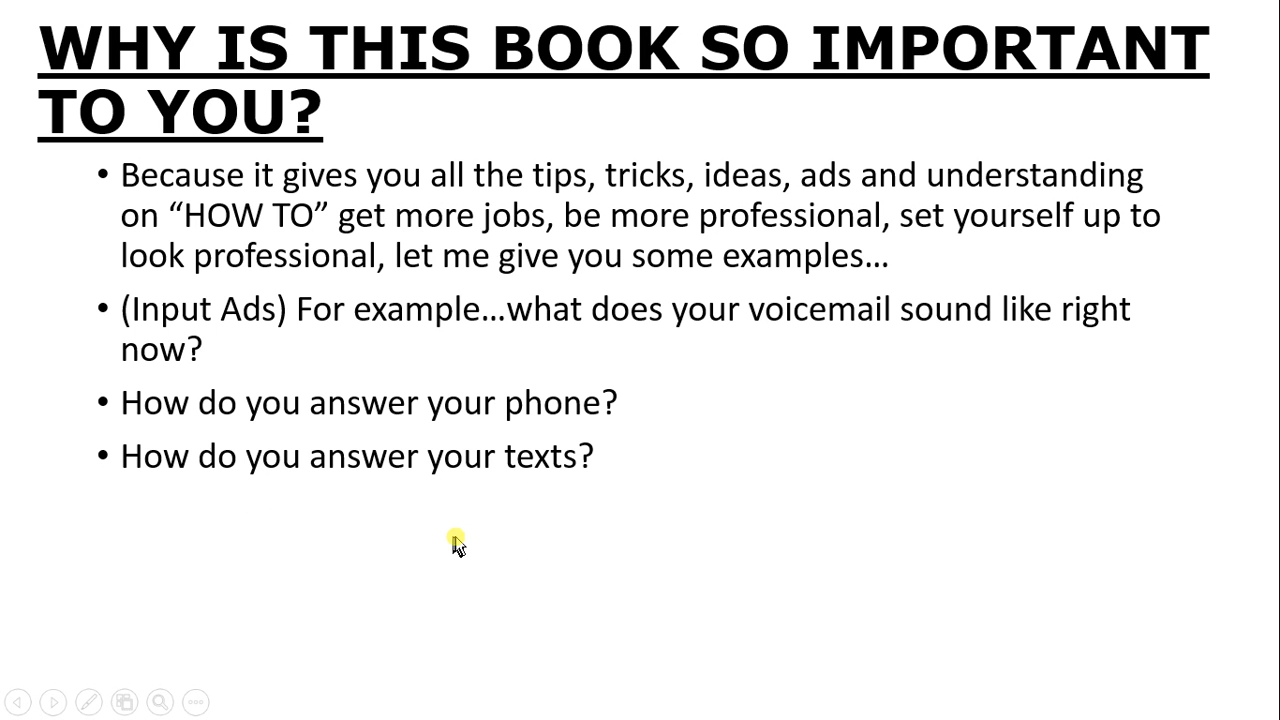 WHY IS THIS BOOK SO IMPORTANT
TO YOU?
• Because it gives you all the tips, tricks, ideas, ads and understanding
on “HOW TO” get more jobs, be more professional, set yourself up to
look professional, let me give you some examples…
• (Input Ads) For example…what does your voicemail sound like right
now?
• How do you answer your phone?
• How do you answer your texts?